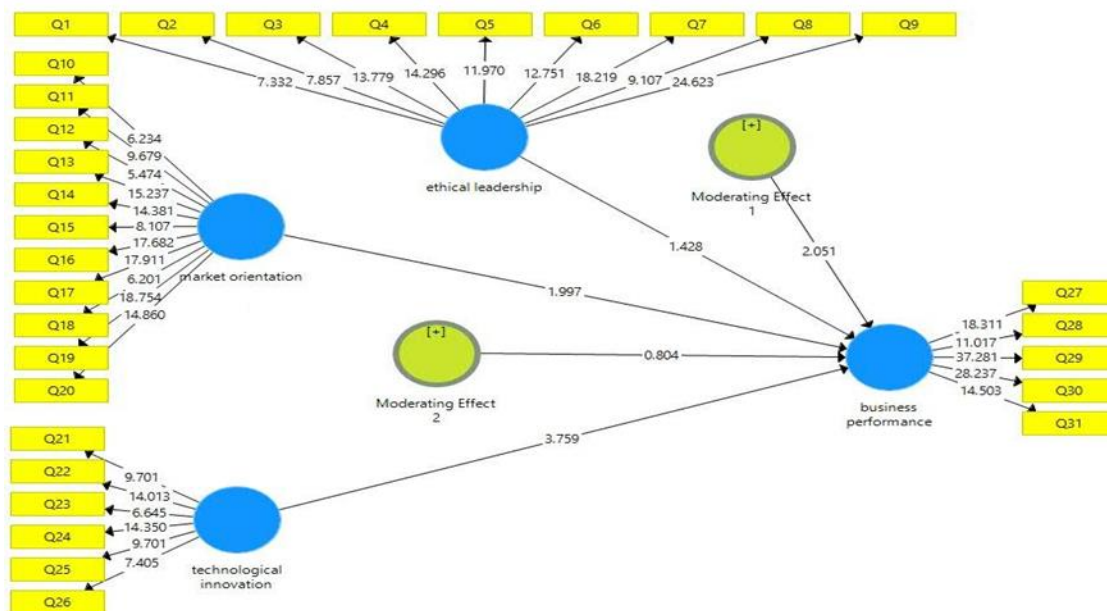 Q1 Q2 Q3 Q4 Q5 Q6 Q7 Q8 Q9
7.332 7.857 13.779 14.296 11.970 12.751 18.219 9.107 24.623
ethical leadership
Q10
Q11
Q12
Q13
Q14
Q15
Q16
Q17
Q18
Q19
Q20
6.234
9.679
5.474
15.237
14.381
8.107
17.682
17.911
6.201
18.754
14.860
market orientation
[+]
Moderating Effect
1
1.428
2.051
1.997
[+]
Moderating Effect
2
0.804
3.759
business
performance
18.311
11.017
37.281
28.237
14.503
Q27
Q28
Q29
Q30
Q31
Q21
Q22
Q23
Q24
Q25
Q26
9.701
14.013
6.645
14.350
9.701
7.405
technological
innovation